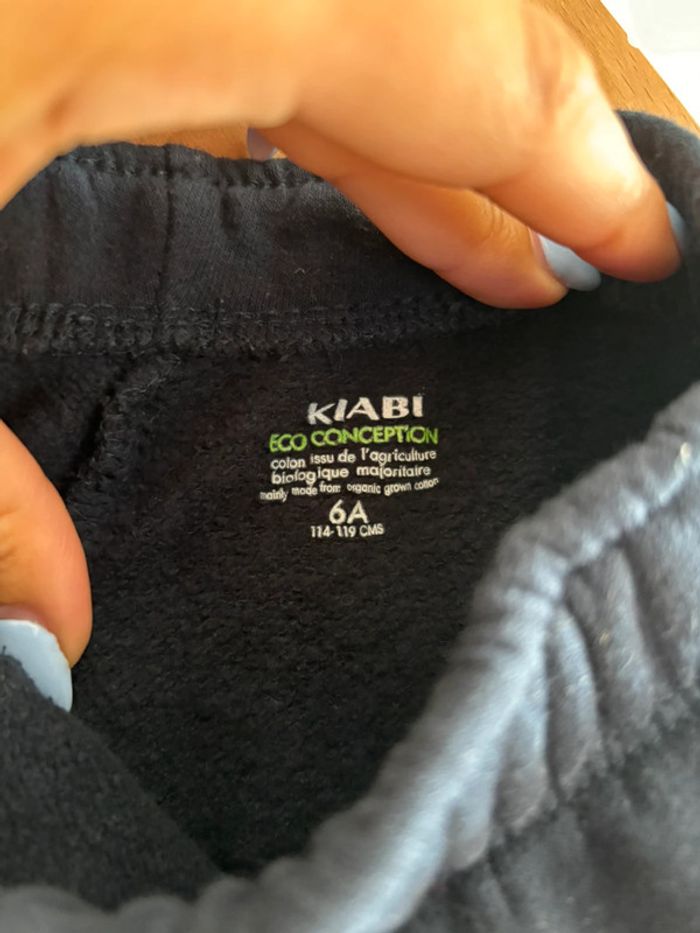 KIABI
ECO CONCEPTION
coton issu de l'agriculture
biologique majoritaire
mainly made from organic grown cotton
6A
114-119 CMS